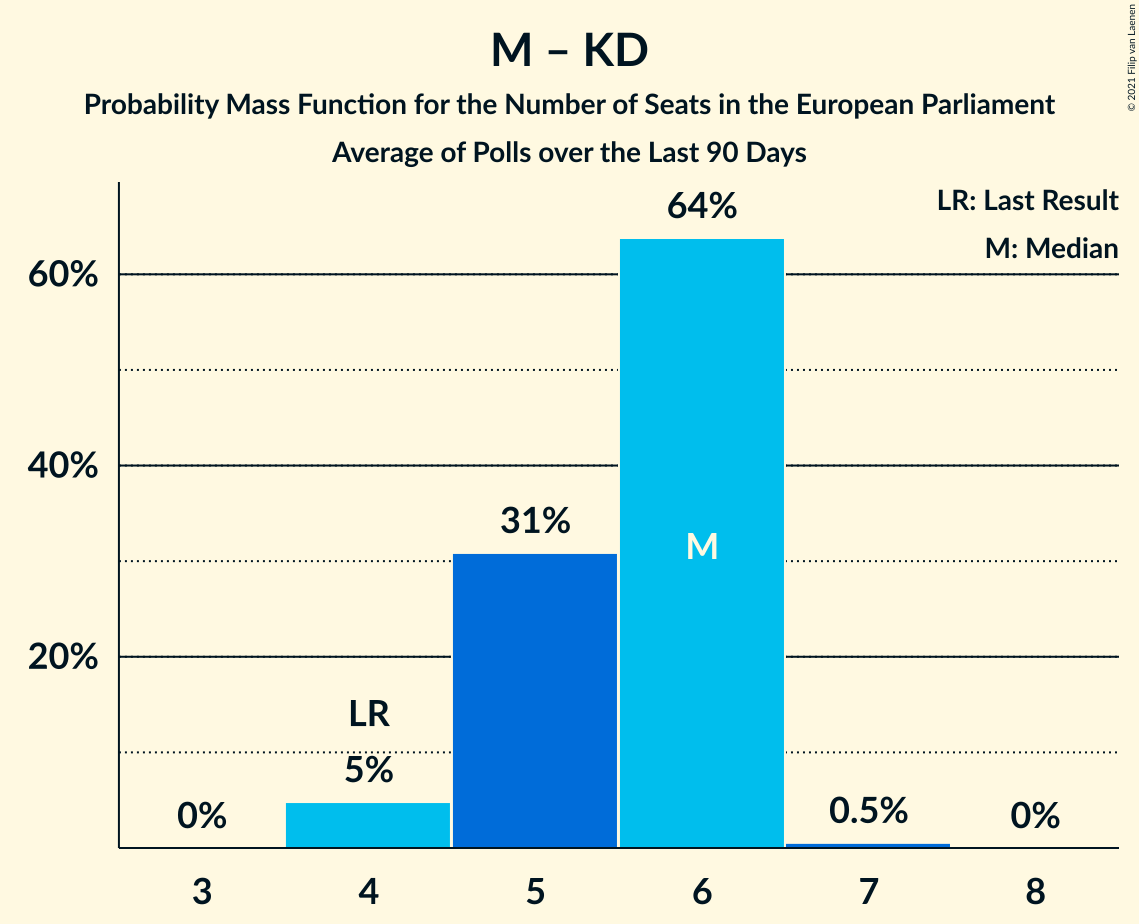 M – KD
Probability Mass Function for the Number of Seats in the European Parliament
Average of Polls over the Last 90 Days
© 2021 Filip van Laenen
LR: Last Result
M: Median
64%
60%
40%
31%
M
20%
LR
5%
0%
0.5%
0%
3 4 5 6 7 8